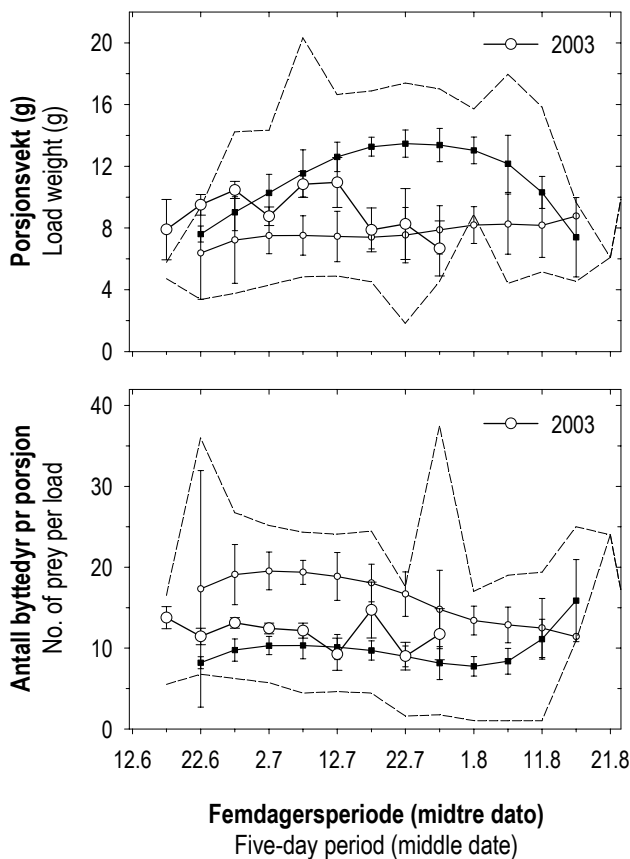 Porsjonsvekt (g)
Load weight (g)
20
16
12
8
4
0
2003
Antall byttedyr pr porsjon
No. of prey per load
40
30
20
10
0
2003
12.6 22.6 2.7 12.7 22.7 1.8 11.8 21.8
Femdagersperiode (midtre dato)
Five-day period (middle date)